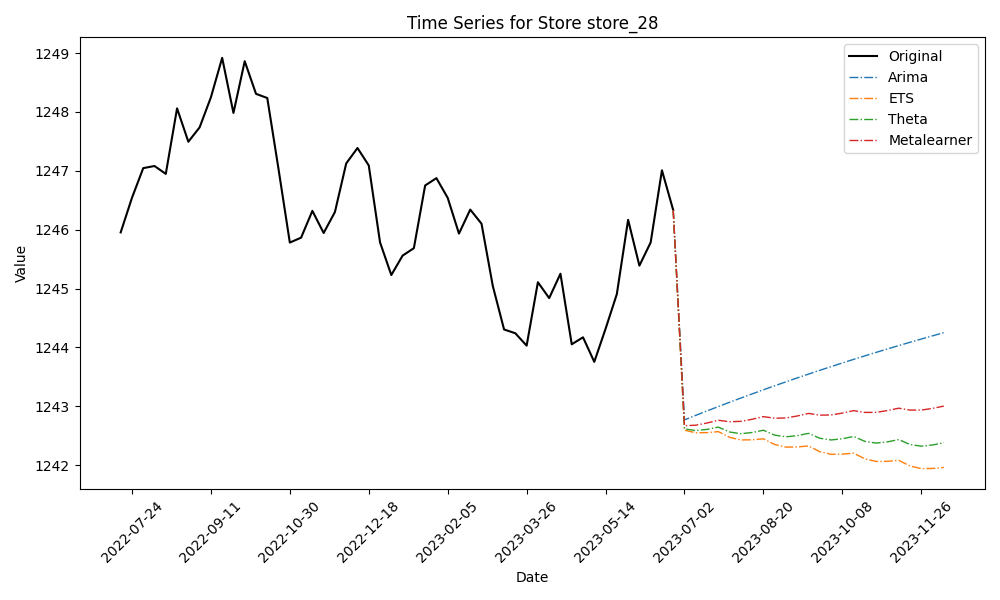 Time Series for Store store_28
Original
Arima
ETS
Theta
Metalearner
Value
1249
1248
1247
1246
1245
1244
1243
1242
2022-07-24
2022-09-11
2022-10-30
2022-12-18
2023-02-05
2023-03-26
2023-05-14
2023-07-02
2023-08-20
2023-10-08
2023-11-26
Date